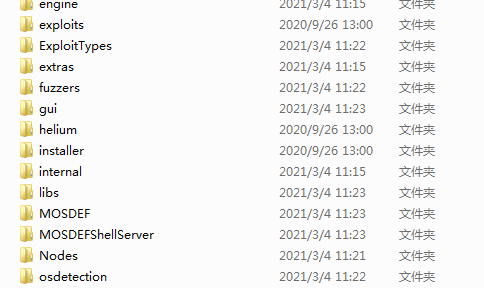 engine 2021/3/4 11:15 文件夹
exploits 2020/9/26 13:00 文件夹
ExploitTypes 2021/3/4 11:22 文件夹
extras 2021/3/4 11:15 文件夹
fuzzers 2021/3/4 11:22 文件夹
gui 2021/3/4 11:23 文件夹
helium 2020/9/26 13:00 文件夹
installer 2020/9/26 13:00 文件夹
internal 2021/3/4 11:15 文件夹
libs 2021/3/4 11:23 文件夹
MOSDEF 2021/3/4 11:23 文件夹
MOSDEFShellServer 2021/3/4 11:23 文件夹
Nodes 2021/3/4 11:21 文件夹
osdetection 2021/3/4 11:22 文件夹